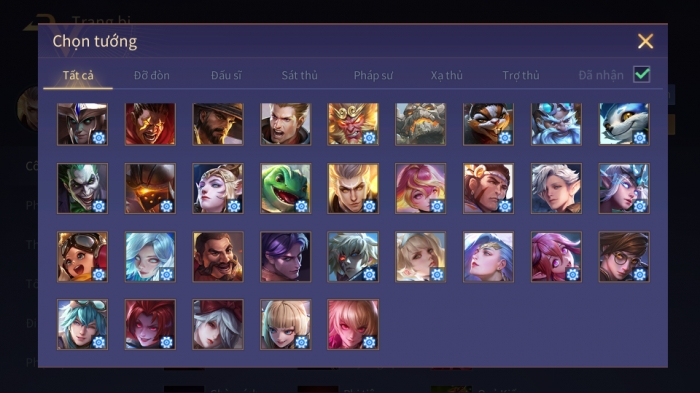 Trang bị
Chọn tướng
Tất cả Đỡ đòn Đấu sĩ Sát thủ Pháp sư Xạ thủ Trợ thủ Đã nhận